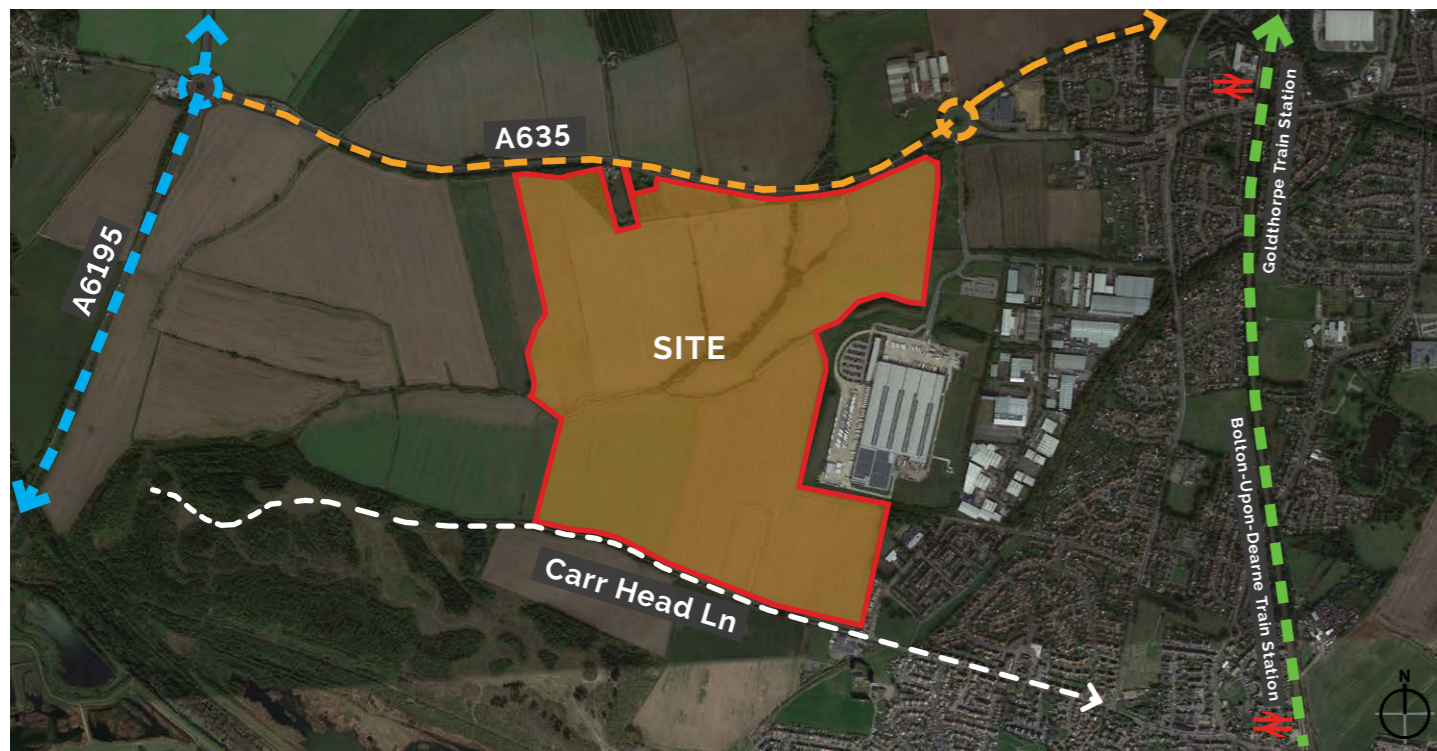 A635
Goldthorpe Train Station
A6195
SITE
Bolton-Upon-Dearne Train Station
Carr Head Ln
N